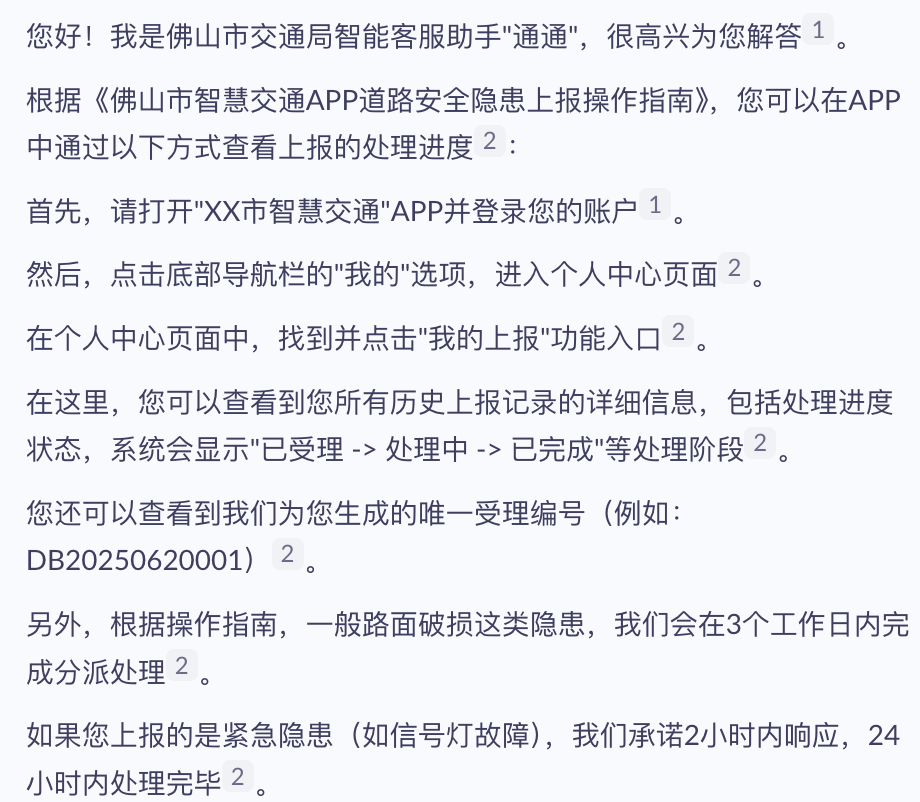 您好！我是佛山市交通局智能客服助手"通通"，很高兴为您解答1。
根据《佛山市智慧交通APP道路安全隐患上报操作指南》，您可以在APP
中通过以下方式查看上报的处理进度2：
首先，请打开"XX市智慧交通"APP并登录您的账户1。
然后，点击底部导航栏的"我的"选项，进入个人中心页面2。
在个人中心页面中，找到并点击"我的上报"功能入口2。
在这里，您可以查看到您所有历史上报记录的详细信息，包括处理进度
状态，系统会显示"已受理 -> 处理中 -> 已完成"等处理阶段2。
您还可以查看到我们为您生成的唯一受理编号（例如：
DB20250620001）2。
另外，根据操作指南，一般路面破损这类隐患，我们会在3个工作日内完
成分派处理2。
如果您上报的是紧急隐患（如信号灯故障），我们承诺2小时内响应，24
小时内处理完毕2。